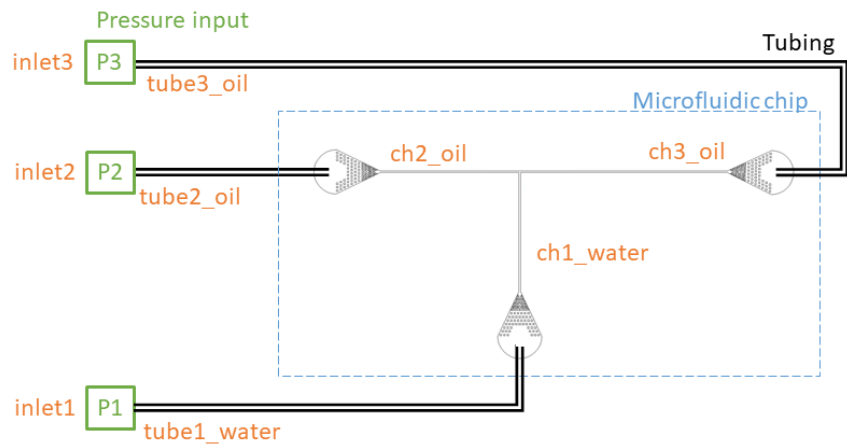 Pressure input
inlet3 P3 Tubing
tube3_oil
Microfluidic chip
inlet2 P2 ch2_oil ch3_oil
tube2_oil
ch1_water
inlet1 P1
tube1_water